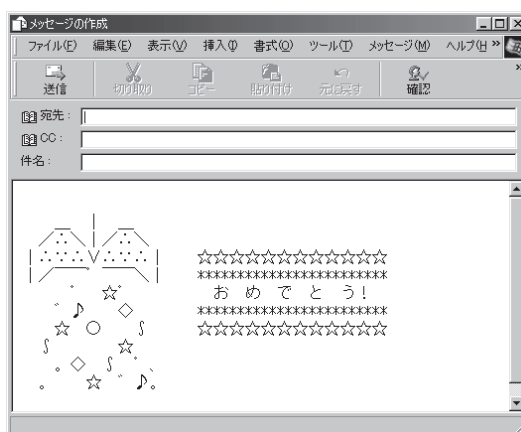 メッセージの作成
ファイル(F) 編集(E) 表示(V) 挿入(I) 書式(O) ツール(T) メッセージ(M) ヘルプ(H »
送信 切り取り コピー 貼り付け 元に戻す 確認 »
宛先:
CC:
件名:
☆☆☆☆☆☆☆☆☆☆☆☆
************************
おめでとう!
************************
☆☆☆☆☆☆☆☆☆☆☆☆